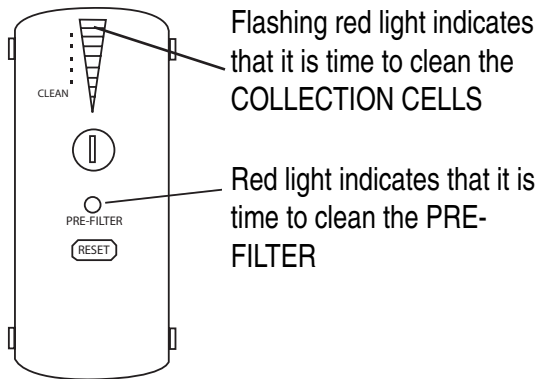 Flashing red light indicates
that it is time to clean the
COLLECTION CELLS
CLEAN
Red light indicates that it is
time to clean the PRE-
FILTER
PRE-FILTER
RESET